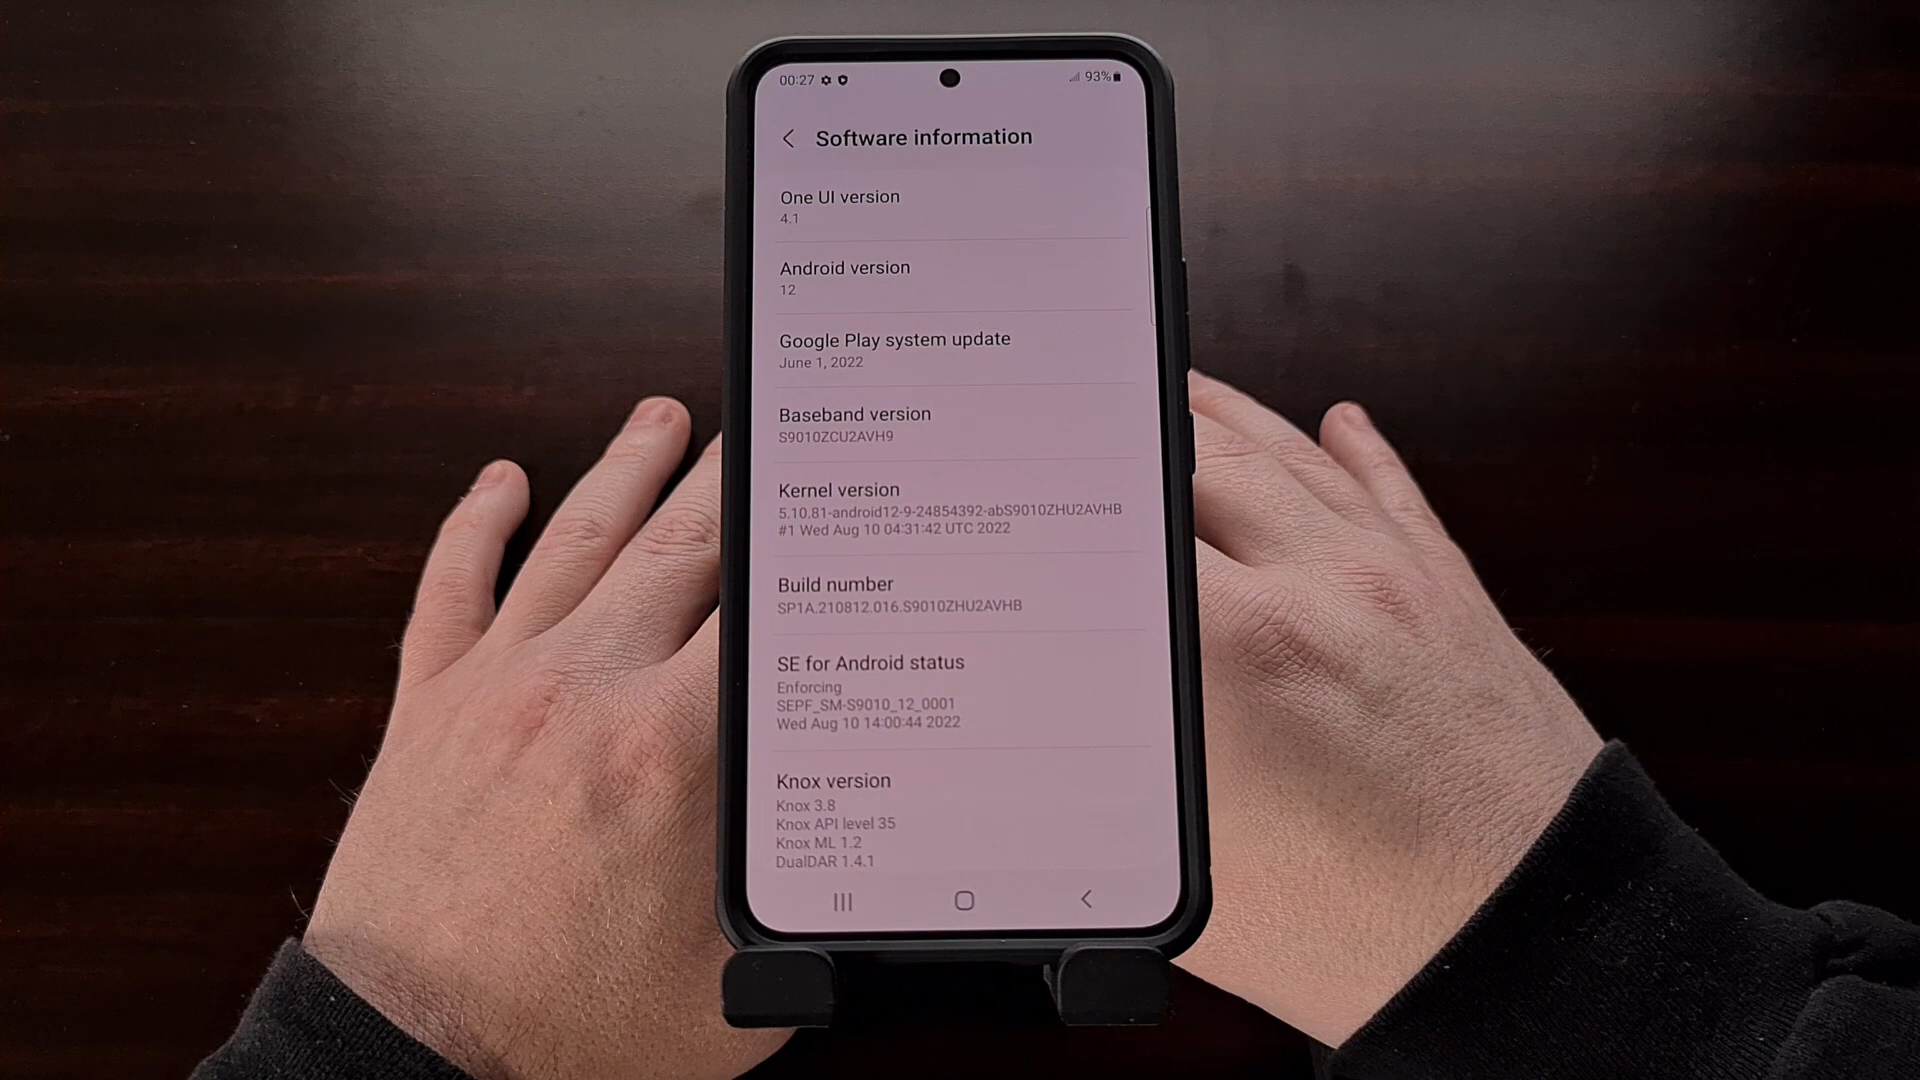 00:27
93%
Software information
One UI version
4.1
Android version
12
Google Play system update
June 1, 2022
Baseband version
S9010ZCU2AVH9
Kernel version
5.10.81-android12-9-24854392-abS9010ZHU2AVHB
#1 Wed Aug 10 04:31:42 UTC 2022
Build number
SP1A.210812.016.S9010ZHU2AVHB
SE for Android status
Enforcing
SEPF_SM-S9010_12_0001
Wed Aug 10 14:00:44 2022
Knox version
Knox 3.8
Knox API level 35
Knox ML 1.2
DualDAR 1.4.1